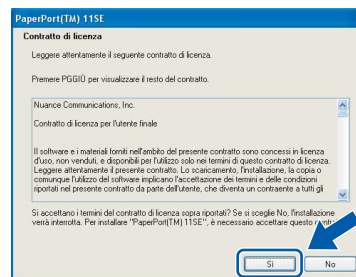 PaperPort(TM) 11SE
Contratto di licenza
Leggere attentamente il seguente contratto di licenza.
Premere PGGIÙ per visualizzare il resto del contratto.
Nuance Communications, Inc.
Contratto di licenza per l'utente finale
Il software e i materiali forniti nell'ambito del presente contratto sono concessi in licenza
d'uso, non venduti, e disponibili per l'utilizzo solo nei termini di questo contratto di licenza.
Leggere attentamente il presente contratto. Lo scaricamento, l'installazione, la copia o
comunque l'utilizzo del software implicano l'accettazione dei termini e delle condizioni
riportati nel presente contratto da parte dell'utente, che diventa un contraente a tutti gli
Si accettano i termini del contratto di licenza sopra riportati? Se si sceglie No, l'installazione
verrà interrotta. Per installare "PaperPort(TM) 11SE", è necessario accettare questo
Sì
No